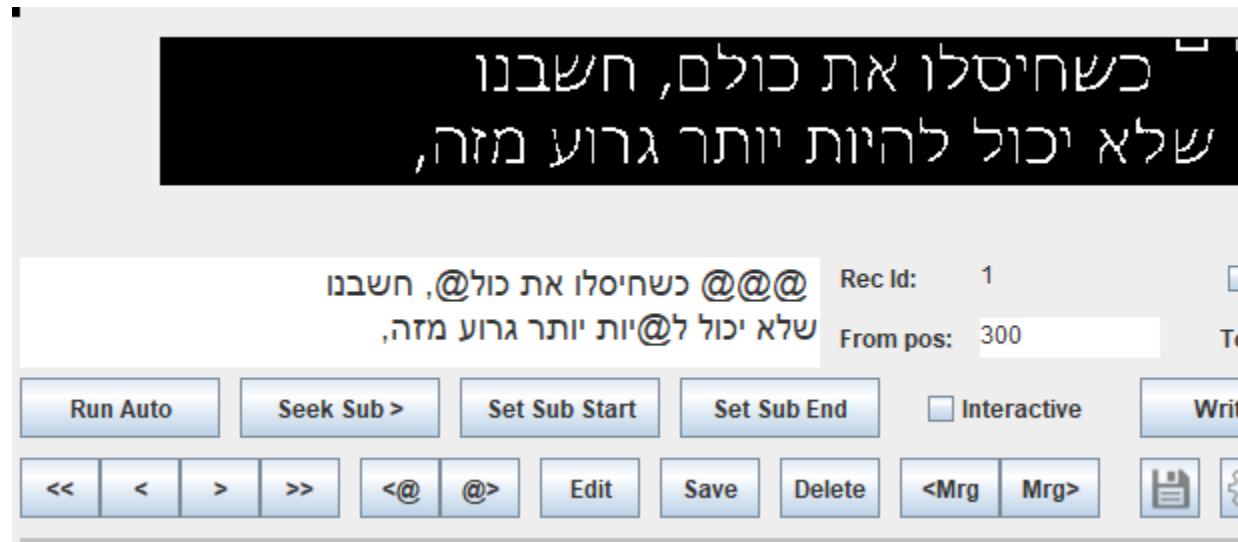 כשחיסלו את כולם, חשבנו
שלא יכול להיות יותר גרוע מזה,
@@@ כשחיסלו את כול@, חשבנו
שלא יכול ל@יות יותר גרוע מזה,
Rec Id: 1
From pos: 300
Run Auto Seek Sub > Set Sub Start Set Sub End Interactive
<< < > >> <@ @> Edit Save Delete <Mrg Mrg>